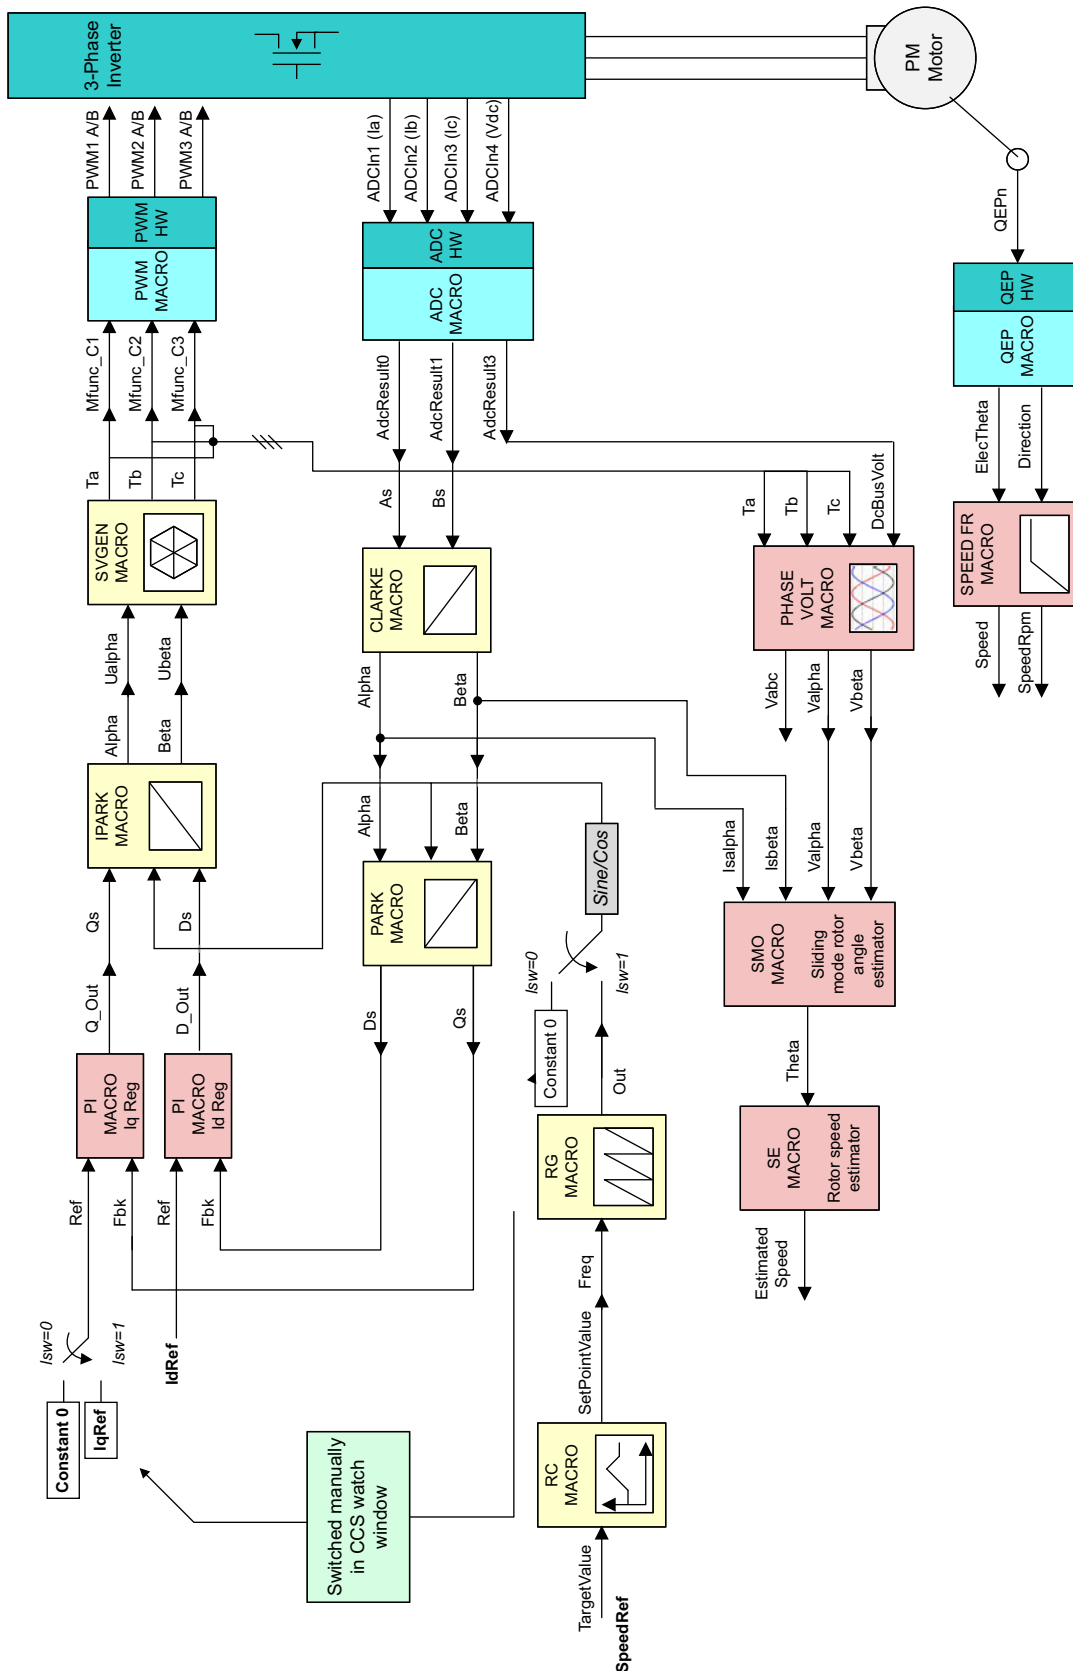 3-Phase
Inverter
PM
Motor
PWM1 A/B
PWM2 A/B
PWM3 A/B
ADCIn1 (Ia)
ADCIn2 (Ib)
ADCIn3 (Ic)
ADCIn4 (Vdc)
QEPn
PWM
MACRO
PWM
HW
ADC
MACRO
ADC
HW
QEP
MACRO
QEP
HW
Mfunc_C1
Mfunc_C2
Mfunc_C3
AdcResult0
AdcResult1
AdcResult3
ElecTheta
Direction
Ta
Tb
Tc
As
Bs
Ta
Tb
Tc
DcBusVolt
SVGEN
MACRO
CLARKE
MACRO
PHASE
VOLT
MACRO
SPEED FR
MACRO
Ualpha
Ubeta
Alpha
Beta
Vabc
Valpha
Vbeta
Speed
SpeedRpm
Alpha
Beta
Alpha
Beta
Isalpha
Isbeta
Valpha
Vbeta
IPARK
MACRO
PARK
MACRO
Sine/Cos
SMO
MACRO
Sliding
mode rotor
angle
estimator
Qs
Ds
Q_Out
D_Out
Ds
Qs
Isw=0
Isw=1
Constant 0
Out
Theta
PI
MACRO
Iq Reg
PI
MACRO
Id Reg
RG
MACRO
SE
MACRO
Rotor speed
estimator
Ref
Fbk
Ref
Fbk
Freq
Estimated
Speed
Isw=0
Isw=1
IdRef
SetPointValue
Constant 0
IqRef
Switched manually
in CCS watch
window
RC
MACRO
TargetValue
SpeedRef